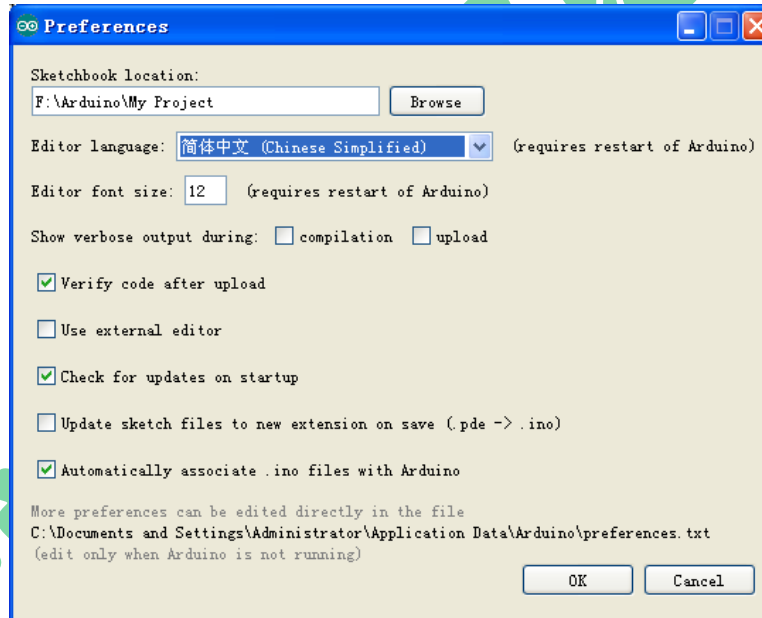 Preferences
Sketchbook location:
F:\Arduino\My Project
Browse
Editor language: 简体中文 (Chinese Simplified) (requires restart of Arduino)
Editor font size: 12 (requires restart of Arduino)
Show verbose output during: compilation upload
Verify code after upload
Use external editor
Check for updates on startup
Update sketch files to new extension on save (.pde -> .ino)
Automatically associate .ino files with Arduino
More preferences can be edited directly in the file
C:\Documents and Settings\Administrator\Application Data\Arduino\preferences.txt
(edit only when Arduino is not running)
OK Cancel